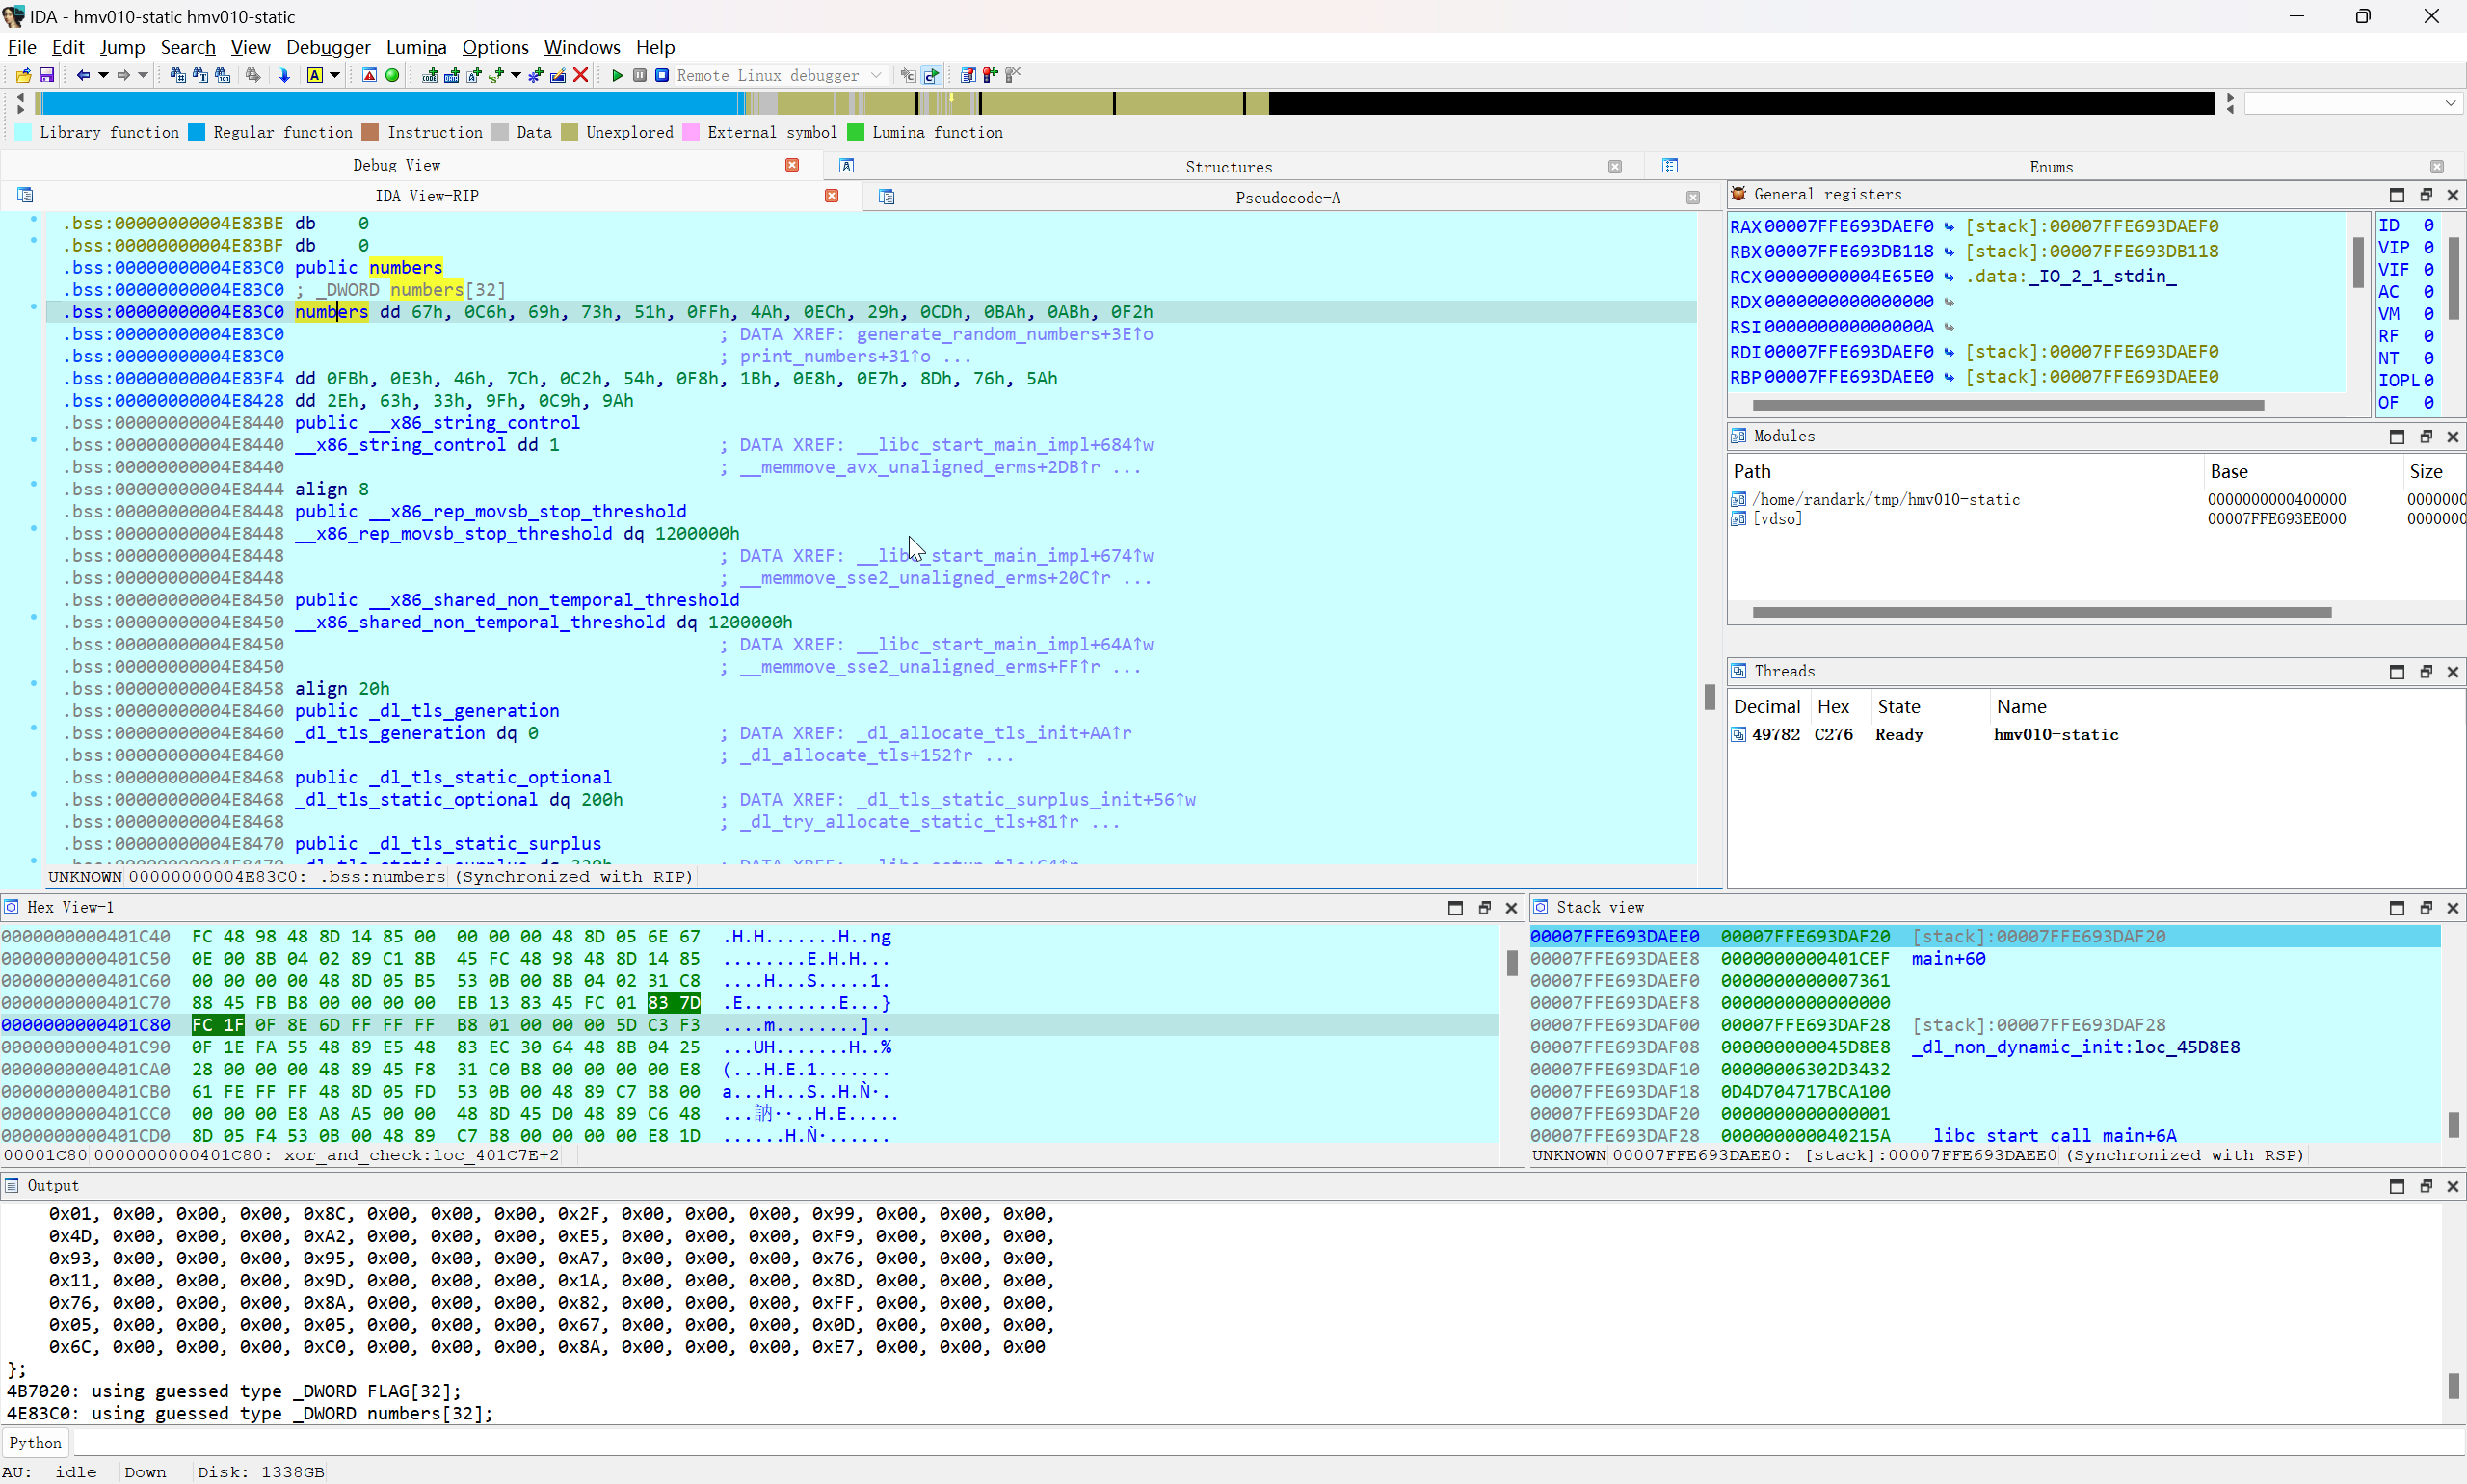 IDA - hmv010-static hmv010-static
File Edit Jump Search View Debugger Lumina Options Windows Help
Remote Linux debugger
Library function Regular function Instruction Data Unexplored External symbol Lumina function
Debug View Structures Enums
IDA View-RIP Pseudocode-A
.bss:00000000004E83BE db 0
.bss:00000000004E83BF db 0
.bss:00000000004E83C0 public numbers
.bss:00000000004E83C0 ; _DWORD numbers[32]
.bss:00000000004E83C0 numbers dd 67h, 0C6h, 69h, 73h, 51h, 0FFh, 4Ah, 0ECh, 29h, 0CDh, 0BAh, 0ABh, 0F2h
.bss:00000000004E83C0 ; DATA XREF: generate_random_numbers+3E↑o
.bss:00000000004E83C0 ; print_numbers+31↑o ...
.bss:00000000004E83F4 dd 0FBh, 0E3h, 46h, 7Ch, 0C2h, 54h, 0F8h, 1Bh, 0E8h, 0E7h, 8Dh, 76h, 5Ah
.bss:00000000004E8428 dd 2Eh, 63h, 33h, 9Fh, 0C9h, 9Ah
.bss:00000000004E8440 public __x86_string_control
.bss:00000000004E8440 __x86_string_control dd 1 ; DATA XREF: __libc_start_main_impl+684↑w
.bss:00000000004E8440 ; __memmove_avx_unaligned_erms+2DB↑r ...
.bss:00000000004E8444 align 8
.bss:00000000004E8448 public __x86_rep_movsb_stop_threshold
.bss:00000000004E8448 __x86_rep_movsb_stop_threshold dq 1200000h
.bss:00000000004E8448 ; DATA XREF: __libc_start_main_impl+674↑w
.bss:00000000004E8448 ; __memmove_sse2_unaligned_erms+20C↑r ...
.bss:00000000004E8450 public __x86_shared_non_temporal_threshold
.bss:00000000004E8450 __x86_shared_non_temporal_threshold dq 1200000h
.bss:00000000004E8450 ; DATA XREF: __libc_start_main_impl+64A↑w
.bss:00000000004E8450 ; __memmove_sse2_unaligned_erms+FF↑r ...
.bss:00000000004E8458 align 20h
.bss:00000000004E8460 public _dl_tls_generation
.bss:00000000004E8460 _dl_tls_generation dq 0 ; DATA XREF: _dl_allocate_tls_init+AA↑r
.bss:00000000004E8460 ; _dl_allocate_tls+152↑r ...
.bss:00000000004E8468 public _dl_tls_static_optional
.bss:00000000004E8468 _dl_tls_static_optional dq 200h ; DATA XREF: _dl_tls_static_surplus_init+56↑w
.bss:00000000004E8468 ; _dl_try_allocate_static_tls+81↑r ...
.bss:00000000004E8470 public _dl_tls_static_surplus
UNKNOWN 00000000004E83C0: .bss:numbers (Synchronized with RIP)
General registers
RAX 00007FFE693DAEF0 [stack]:00007FFE693DAEF0
RBX 00007FFE693DB118 [stack]:00007FFE693DB118
RCX 00000000004E65E0 .data:_IO_2_1_stdin_
RDX 0000000000000000
RSI 000000000000000A
RDI 00007FFE693DAEF0 [stack]:00007FFE693DAEF0
RBP 00007FFE693DAEE0 [stack]:00007FFE693DAEE0
ID 0
VIP 0
VIF 0
AC 0
VM 0
RF 0
NT 0
IOPL 0
OF 0
Modules
Path Base Size
/home/randark/tmp/hmv010-static 0000000000400000 0000000
[vdso] 00007FFE693EE000 0000000
Threads
Decimal Hex State Name
49782 C276 Ready hmv010-static
Hex View-1
0000000000401C40 FC 48 98 48 8D 14 85 00 00 00 00 48 8D 05 6E 67 .H.H.......H..ng
0000000000401C50 0E 00 8B 04 02 89 C1 8B 45 FC 48 98 48 8D 14 85 ........E.H.H...
0000000000401C60 00 00 00 00 48 8D 05 B5 53 0B 00 8B 04 02 31 C8 ....H...S.....1.
0000000000401C70 88 45 FB B8 00 00 00 00 EB 13 83 45 FC 01 83 7D .E.........E...}
0000000000401C80 FC 1F 0F 8E 6D FF FF FF B8 01 00 00 00 5D C3 F3 ....m........]..
0000000000401C90 0F 1E FA 55 48 89 E5 48 83 EC 30 64 48 8B 04 25 ...UH.......H..%
0000000000401CA0 28 00 00 00 48 89 45 F8 31 C0 B8 00 00 00 00 E8 (...H.E.1.......
0000000000401CB0 61 FE FF FF 48 8D 05 FD 53 0B 00 48 89 C7 B8 00 a...H...S..H.Ǹ·.
0000000000401CC0 00 00 00 E8 A8 A5 00 00 48 8D 45 D0 48 89 C6 48 ...訥··..H.E.....
0000000000401CD0 8D 05 F4 53 0B 00 48 89 C7 B8 00 00 00 00 E8 1D ......H.Ǹ·......
00001C80 0000000000401C80: xor_and_check:loc_401C7E+2
Stack view
00007FFE693DAEE0 00007FFE693DAF20 [stack]:00007FFE693DAF20
00007FFE693DAEE8 0000000000401CEF main+60
00007FFE693DAEF0 0000000000007361
00007FFE693DAEF8 0000000000000000
00007FFE693DAF00 00007FFE693DAF28 [stack]:00007FFE693DAF28
00007FFE693DAF08 000000000045D8E8 _dl_non_dynamic_init:loc_45D8E8
00007FFE693DAF10 00000006302D3432
00007FFE693DAF18 0D4D704717BCA100
00007FFE693DAF20 0000000000000001
00007FFE693DAF28 000000000040215A libc start call main+6A
UNKNOWN 00007FFE693DAEE0: [stack]:00007FFE693DAEE0 (Synchronized with RSP)
Output
0x01, 0x00, 0x00, 0x00, 0x8C, 0x00, 0x00, 0x00, 0x2F, 0x00, 0x00, 0x00, 0x99, 0x00, 0x00, 0x00,
0x4D, 0x00, 0x00, 0x00, 0xA2, 0x00, 0x00, 0x00, 0xE5, 0x00, 0x00, 0x00, 0xF9, 0x00, 0x00, 0x00,
0x93, 0x00, 0x00, 0x00, 0x95, 0x00, 0x00, 0x00, 0xA7, 0x00, 0x00, 0x00, 0x76, 0x00, 0x00, 0x00,
0x11, 0x00, 0x00, 0x00, 0x9D, 0x00, 0x00, 0x00, 0x1A, 0x00, 0x00, 0x00, 0x8D, 0x00, 0x00, 0x00,
0x76, 0x00, 0x00, 0x00, 0x8A, 0x00, 0x00, 0x00, 0x82, 0x00, 0x00, 0x00, 0xFF, 0x00, 0x00, 0x00,
0x05, 0x00, 0x00, 0x00, 0x05, 0x00, 0x00, 0x00, 0x67, 0x00, 0x00, 0x00, 0x0D, 0x00, 0x00, 0x00,
0x6C, 0x00, 0x00, 0x00, 0xC0, 0x00, 0x00, 0x00, 0x8A, 0x00, 0x00, 0x00, 0xE7, 0x00, 0x00, 0x00
};
4B7020: using guessed type _DWORD FLAG[32];
4E83C0: using guessed type _DWORD numbers[32];
Python
AU: idle Down Disk: 1338GB